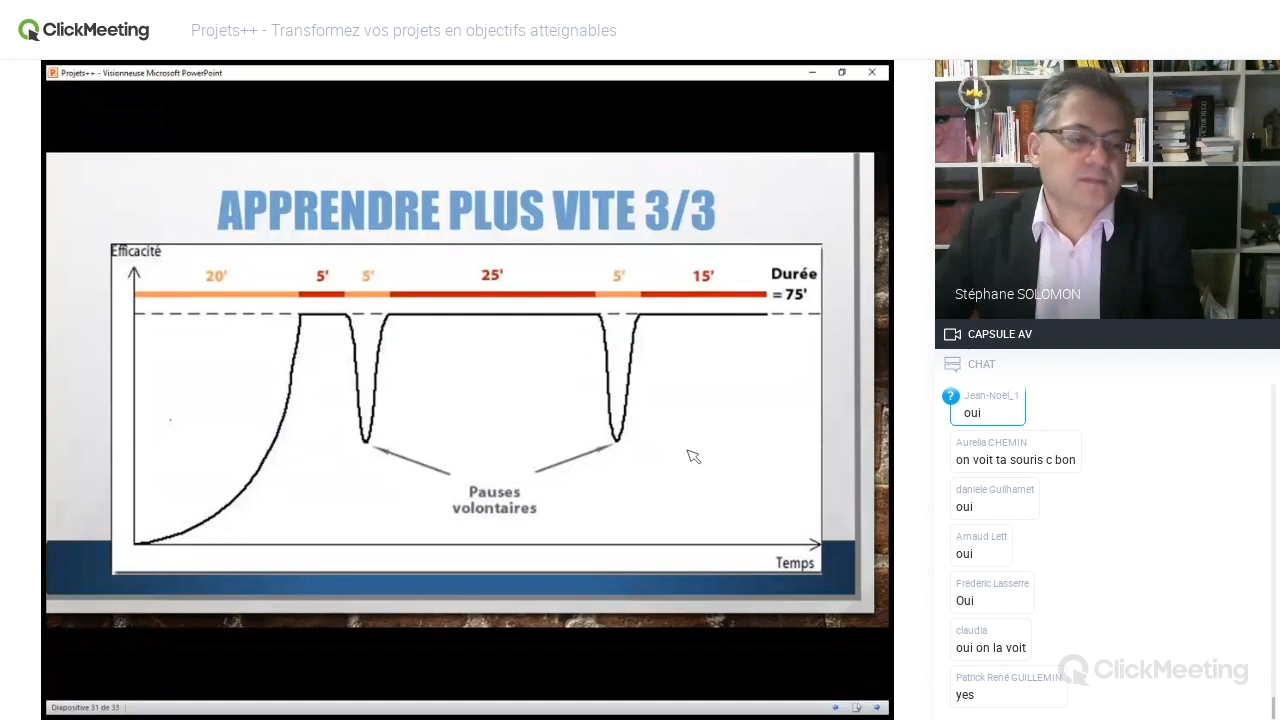 ClickMeeting
Projets++ - Transformez vos projets en objectifs atteignables
Projets++ - Visionneuse Microsoft PowerPoint
APPRENDRE PLUS VITE 3/3
Efficacité
20' 5' 5' 25' 5' 15' Durée
= 75'
Pauses
volontaires
Temps
Diapositive 31 de 33
VICTOR HUGO
Stéphane SOLOMON
CAPSULE AV
CHAT
? Jean-Noël_1
oui
Aurelia CHEMIN
on voit ta souris c bon
daniele Guilhamet
oui
Arnaud Lett
oui
Frédéric Lasserre
Oui
claudia
oui on la voit
Patrick René GUILLEMIN
yes
ClickMeeting